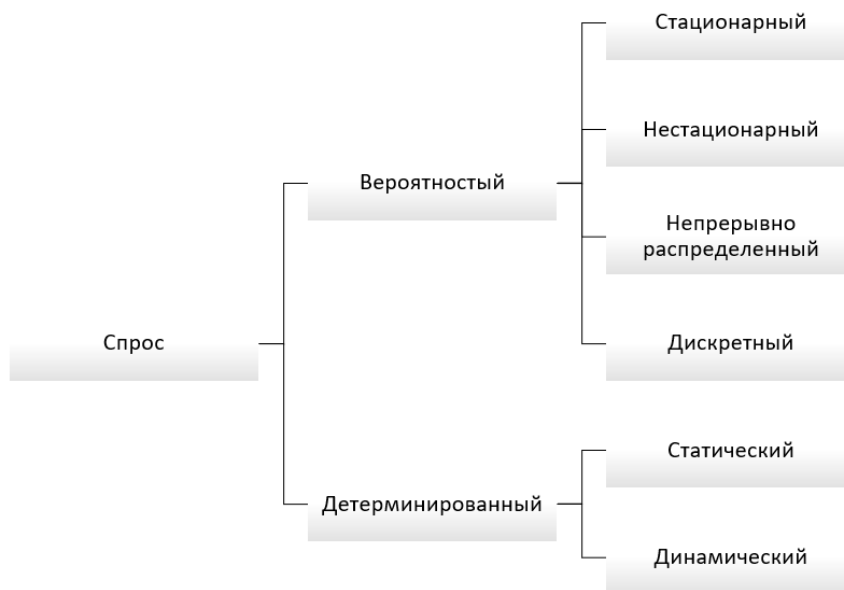 Стационарный
Нестационарный
Вероятностый
Непрерывно
распределенный
Спрос
Дискретный
Статический
Детерминированный
Динамический